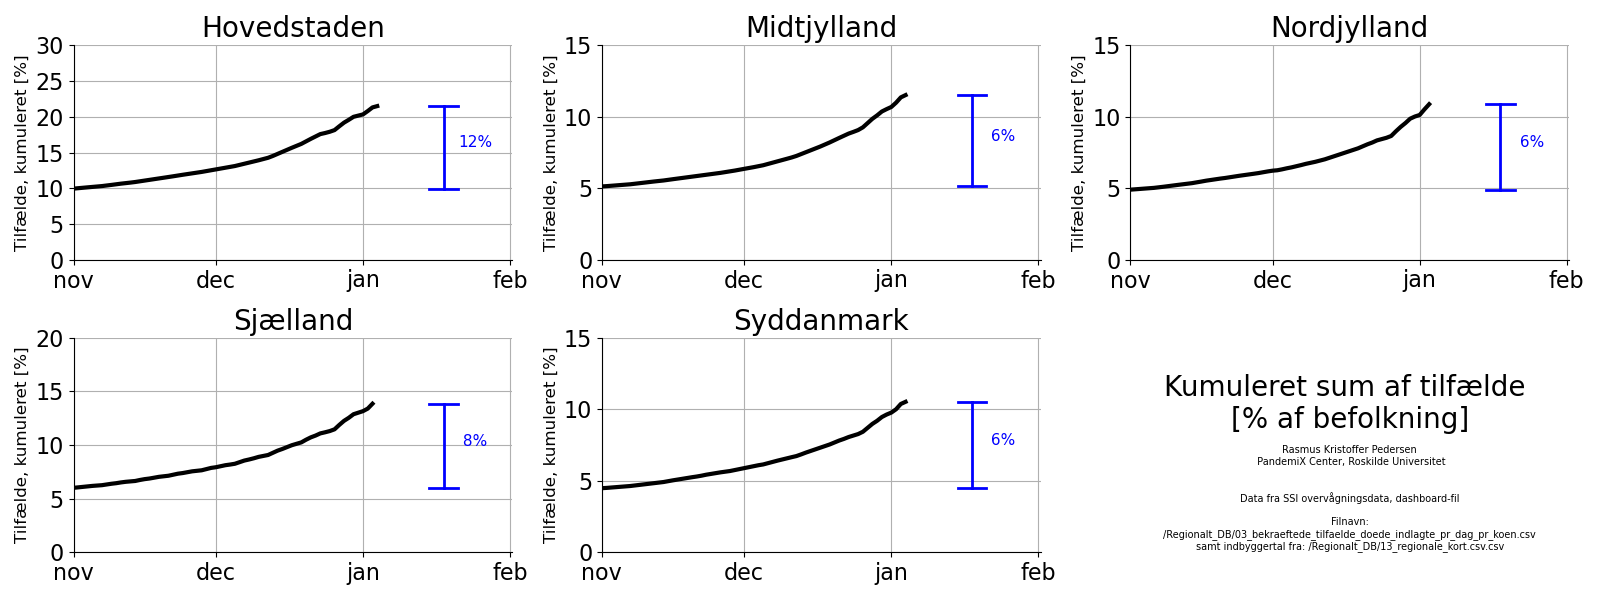 Hovedstaden
Tilfælde, kumuleret [%]
30
25
20
15
10
5
0
nov
dec
jan
feb
12%
Midtjylland
Tilfælde, kumuleret [%]
15
10
5
0
nov
dec
jan
feb
6%
Nordjylland
Tilfælde, kumuleret [%]
15
10
5
0
nov
dec
jan
feb
6%
Sjælland
Tilfælde, kumuleret [%]
20
15
10
5
0
nov
dec
jan
feb
8%
Syddanmark
Tilfælde, kumuleret [%]
15
10
5
0
nov
dec
jan
feb
6%
Kumuleret sum af tilfælde
[% af befolkning]
Rasmus Kristoffer Pedersen
PandemiX Center, Roskilde Universitet
Data fra SSI overvågningsdata, dashboard-fil
Filnavn:
/Regionalt_DB/03_bekraeftede_tilfaelde_doede_indlagte_pr_dag_pr_koen.csv
samt indbyggertal fra: /Regionalt_DB/13_regionale_kort.csv.csv